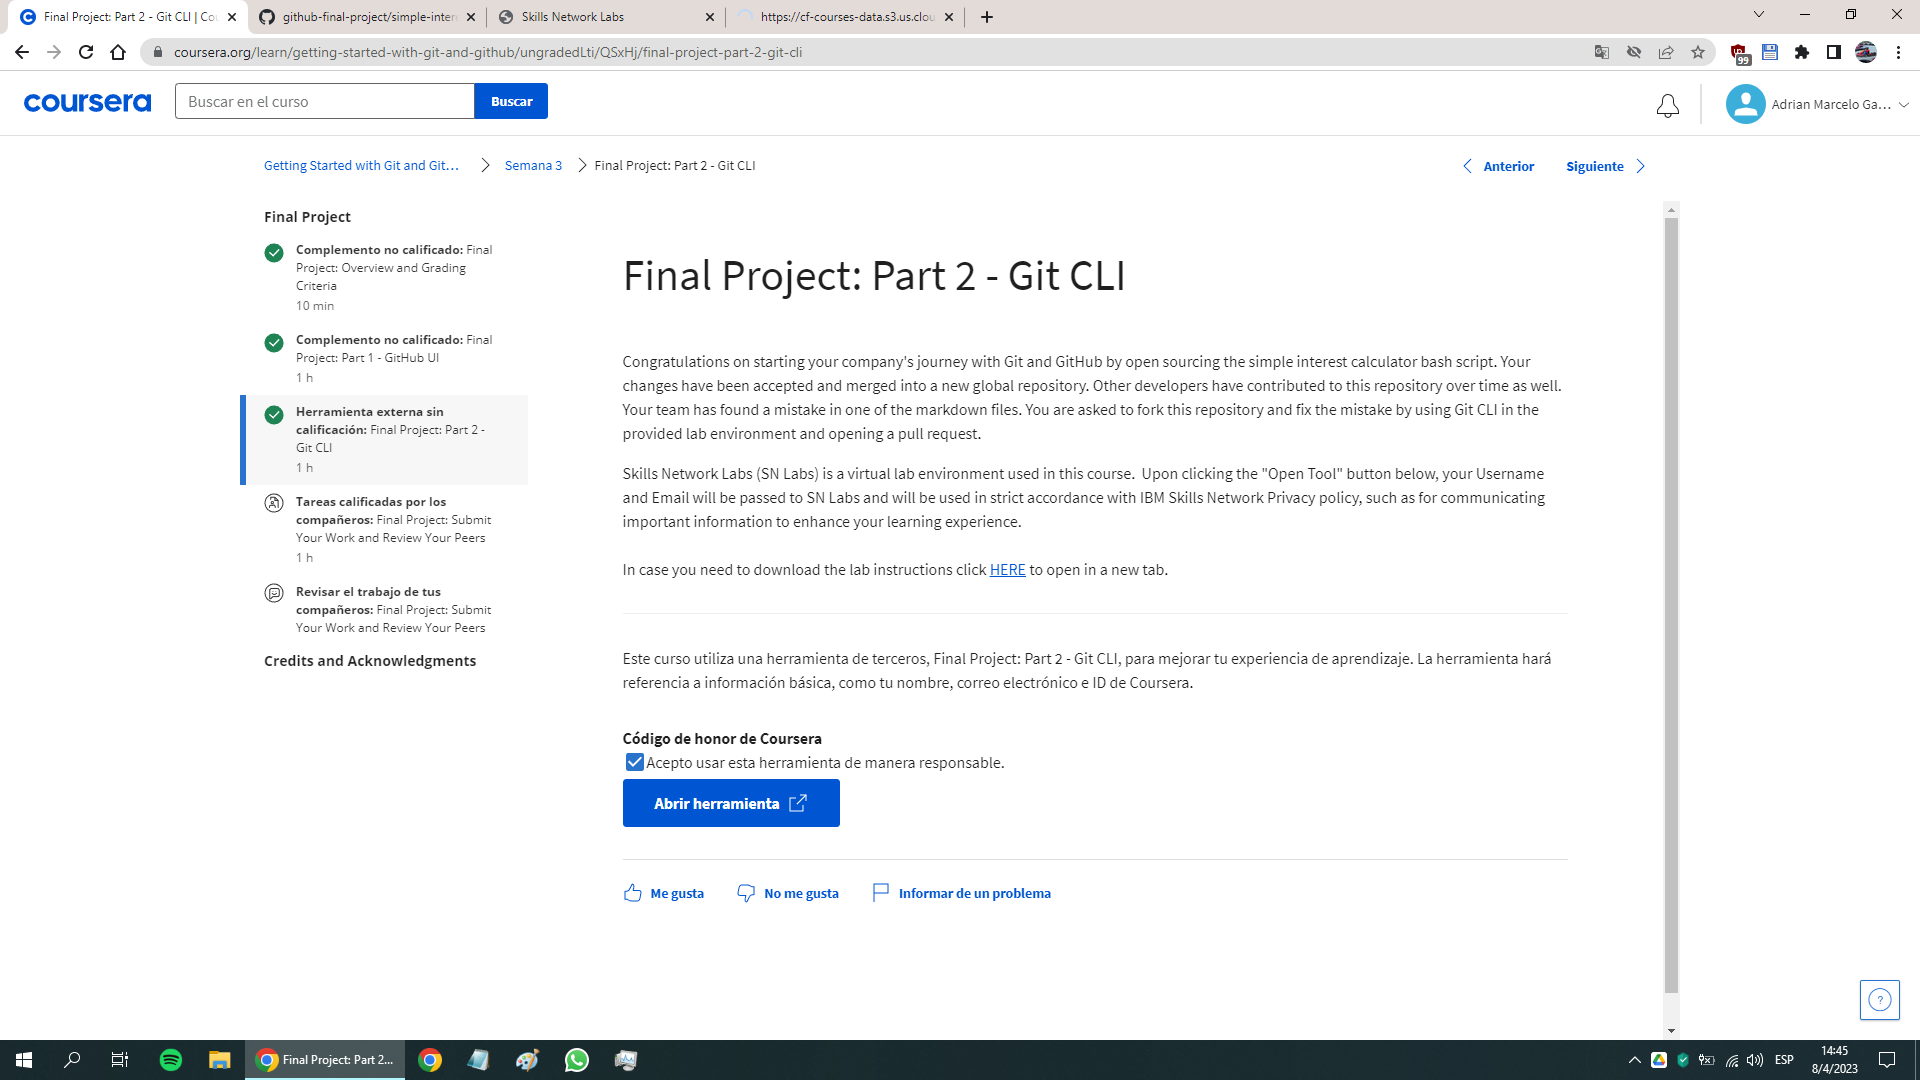 Final Project: Part 2 - Git CLI | Cou
github-final-project/simple-inter
Skills Network Labs
https://cf-courses-data.s3.us.clou
coursera.org/learn/getting-started-with-git-and-github/ungradedLti/QSxHj/final-project-part-2-git-cli
99
coursera
Buscar en el curso
Buscar
Adrian Marcelo Ga...
Getting Started with Git and Git...
Semana 3
Final Project: Part 2 - Git CLI
Anterior
Siguiente
Final Project
Complemento no calificado: Final
Project: Overview and Grading
Criteria
10 min
Complemento no calificado: Final
Project: Part 1 - GitHub UI
1 h
Herramienta externa sin
calificación: Final Project: Part 2 -
Git CLI
1 h
Tareas calificadas por los
compañeros: Final Project: Submit
Your Work and Review Your Peers
1 h
Revisar el trabajo de tus
compañeros: Final Project: Submit
Your Work and Review Your Peers
Credits and Acknowledgments
Final Project: Part 2 - Git CLI
Congratulations on starting your company's journey with Git and GitHub by open sourcing the simple interest calculator bash script. Your
changes have been accepted and merged into a new global repository. Other developers have contributed to this repository over time as well.
Your team has found a mistake in one of the markdown files. You are asked to fork this repository and fix the mistake by using Git CLI in the
provided lab environment and opening a pull request.
Skills Network Labs (SN Labs) is a virtual lab environment used in this course.  Upon clicking the "Open Tool" button below, your Username
and Email will be passed to SN Labs and will be used in strict accordance with IBM Skills Network Privacy policy, such as for communicating
important information to enhance your learning experience.
In case you need to download the lab instructions click HERE to open in a new tab.
Este curso utiliza una herramienta de terceros, Final Project: Part 2 - Git CLI, para mejorar tu experiencia de aprendizaje. La herramienta hará
referencia a información básica, como tu nombre, correo electrónico e ID de Coursera.
Código de honor de Coursera
Acepto usar esta herramienta de manera responsable.
Abrir herramienta
Me gusta
No me gusta
Informar de un problema
?
Final Project: Part 2...
ESP
14:45
8/4/2023